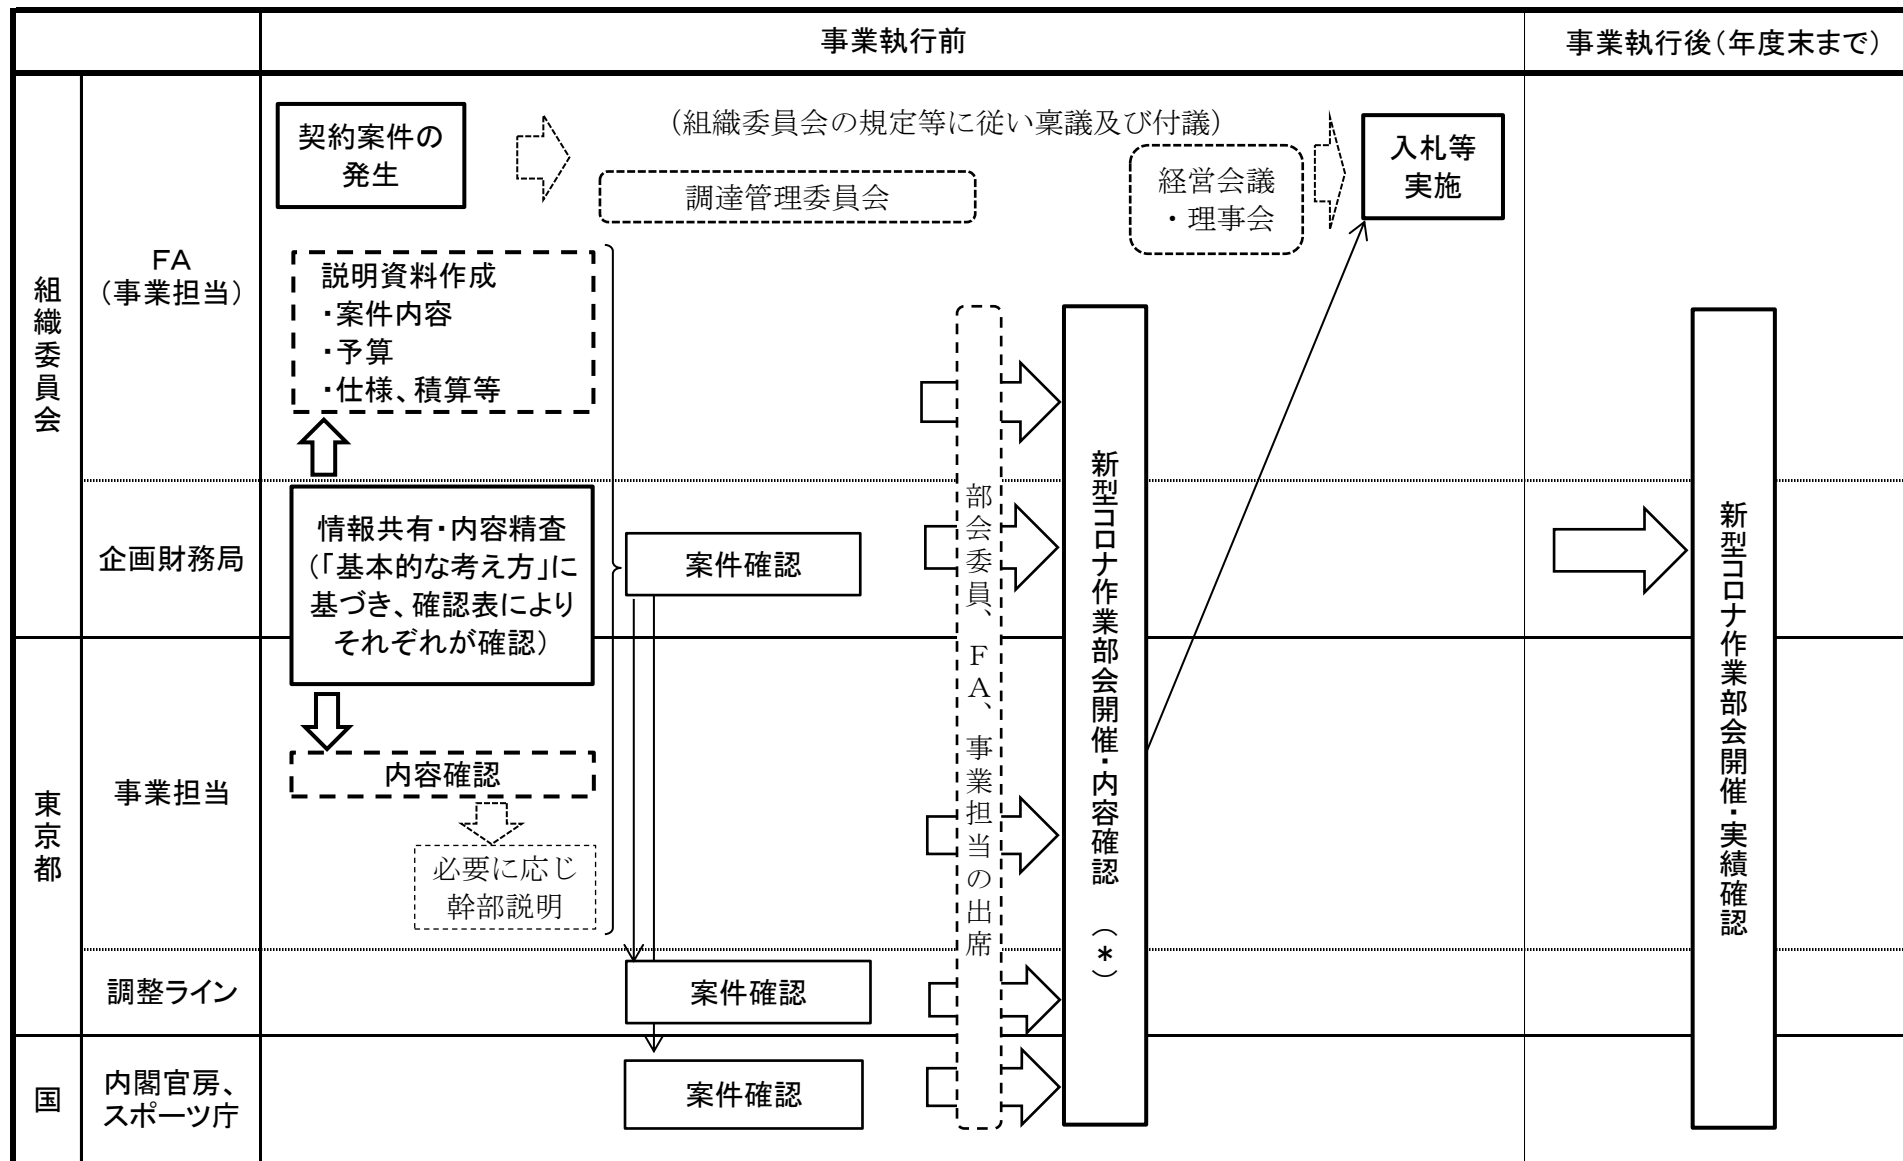 事業執行前
事業執行後（年度末まで）
組織委員会
FA
（事業担当）
契約案件の
発生
（組織委員会の規定等に従い稟議及び付議）
調達管理委員会
経営会議
・理事会
入札等
実施
説明資料作成
・案件内容
・予算
・仕様、積算等
企画財務局
情報共有・内容精査
（「基本的な考え方」に
基づき、確認表により
それぞれが確認）
案件確認
部会委員、ＦＡ、事業担当の出席
新型コロナ作業部会開催・内容確認 （*）
新型コロナ作業部会開催・実績確認
東京都
事業担当
内容確認
必要に応じ
幹部説明
調整ライン
案件確認
国
内閣官房、
スポーツ庁
案件確認